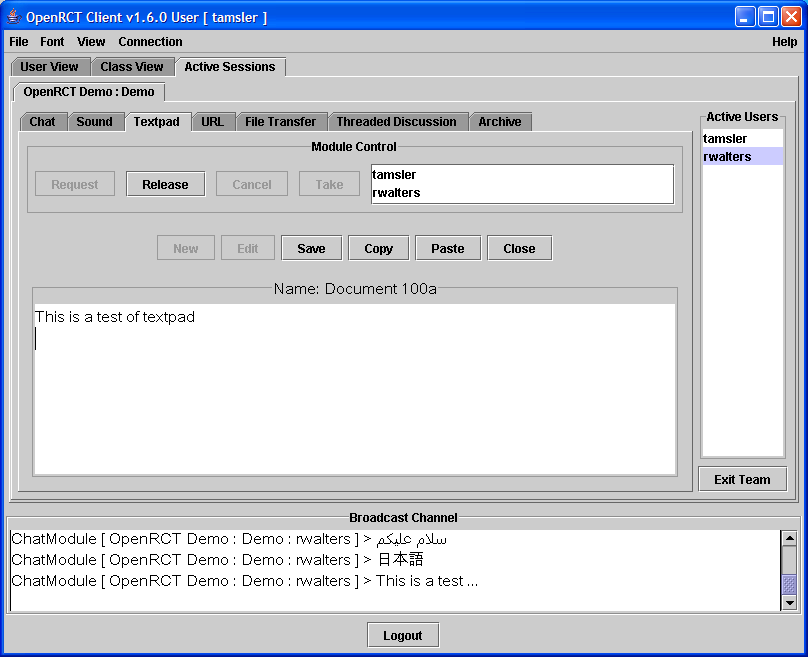 OpenRCT Client v1.6.0 User [ tamsler ]
File Font View Connection Help
User View Class View Active Sessions
OpenRCT Demo : Demo
Chat Sound Textpad URL File Transfer Threaded Discussion Archive
Module Control
Request Release Cancel Take
tamsler
rwalters
New Edit Save Copy Paste Close
Name: Document 100a
This is a test of textpad
Active Users
tamsler
rwalters
Exit Team
Broadcast Channel
ChatModule [ OpenRCT Demo : Demo : rwalters ] > سلام علیکم
ChatModule [ OpenRCT Demo : Demo : rwalters ] > 日本語
ChatModule [ OpenRCT Demo : Demo : rwalters ] > This is a test ...
Logout